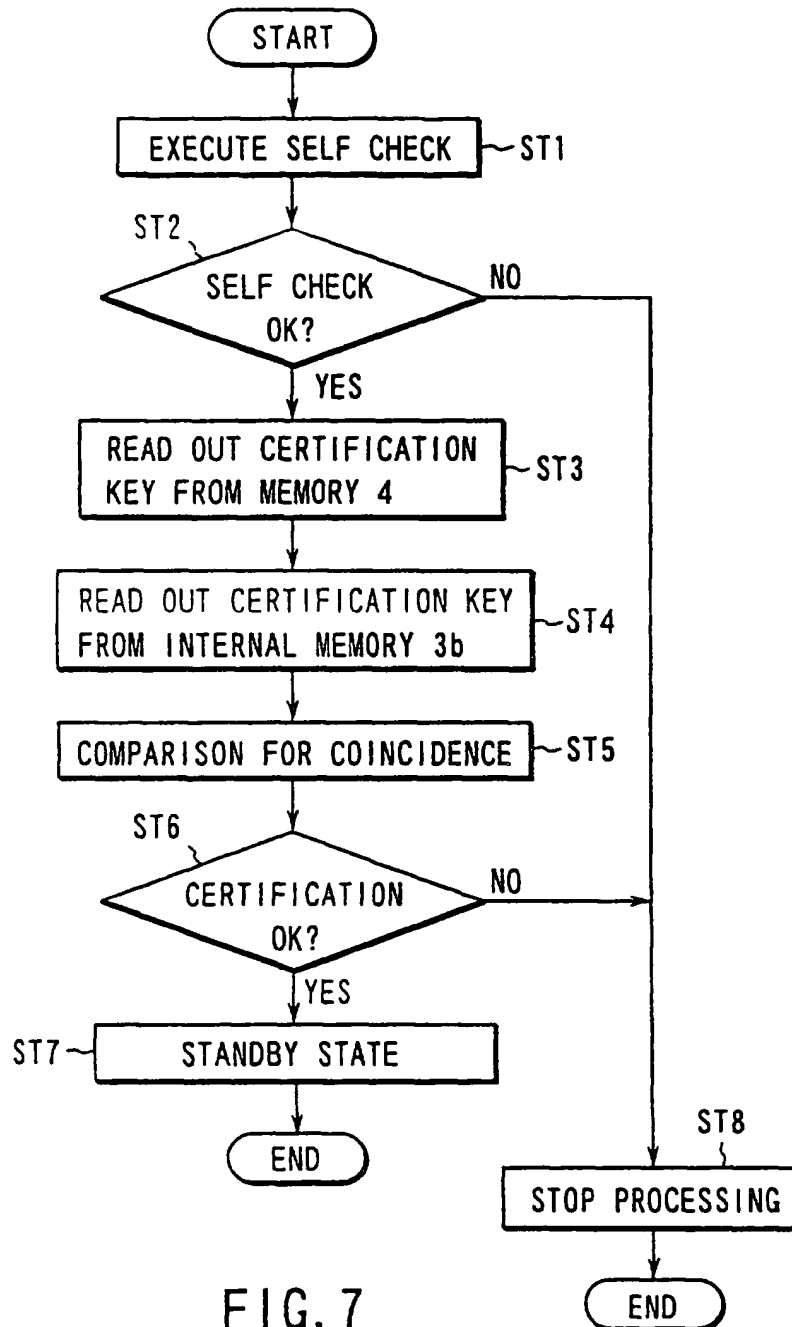 START
EXECUTE SELF CHECK
ST1
ST2
SELF CHECK
OK?
NO
YES
READ OUT CERTIFICATION
KEY FROM MEMORY 4
ST3
READ OUT CERTIFICATION KEY
FROM INTERNAL MEMORY 3b
ST4
COMPARISON FOR COINCIDENCE
ST5
ST6
CERTIFICATION
OK?
NO
YES
ST7
STANDBY STATE
END
ST8
STOP PROCESSING
END
FIG. 7